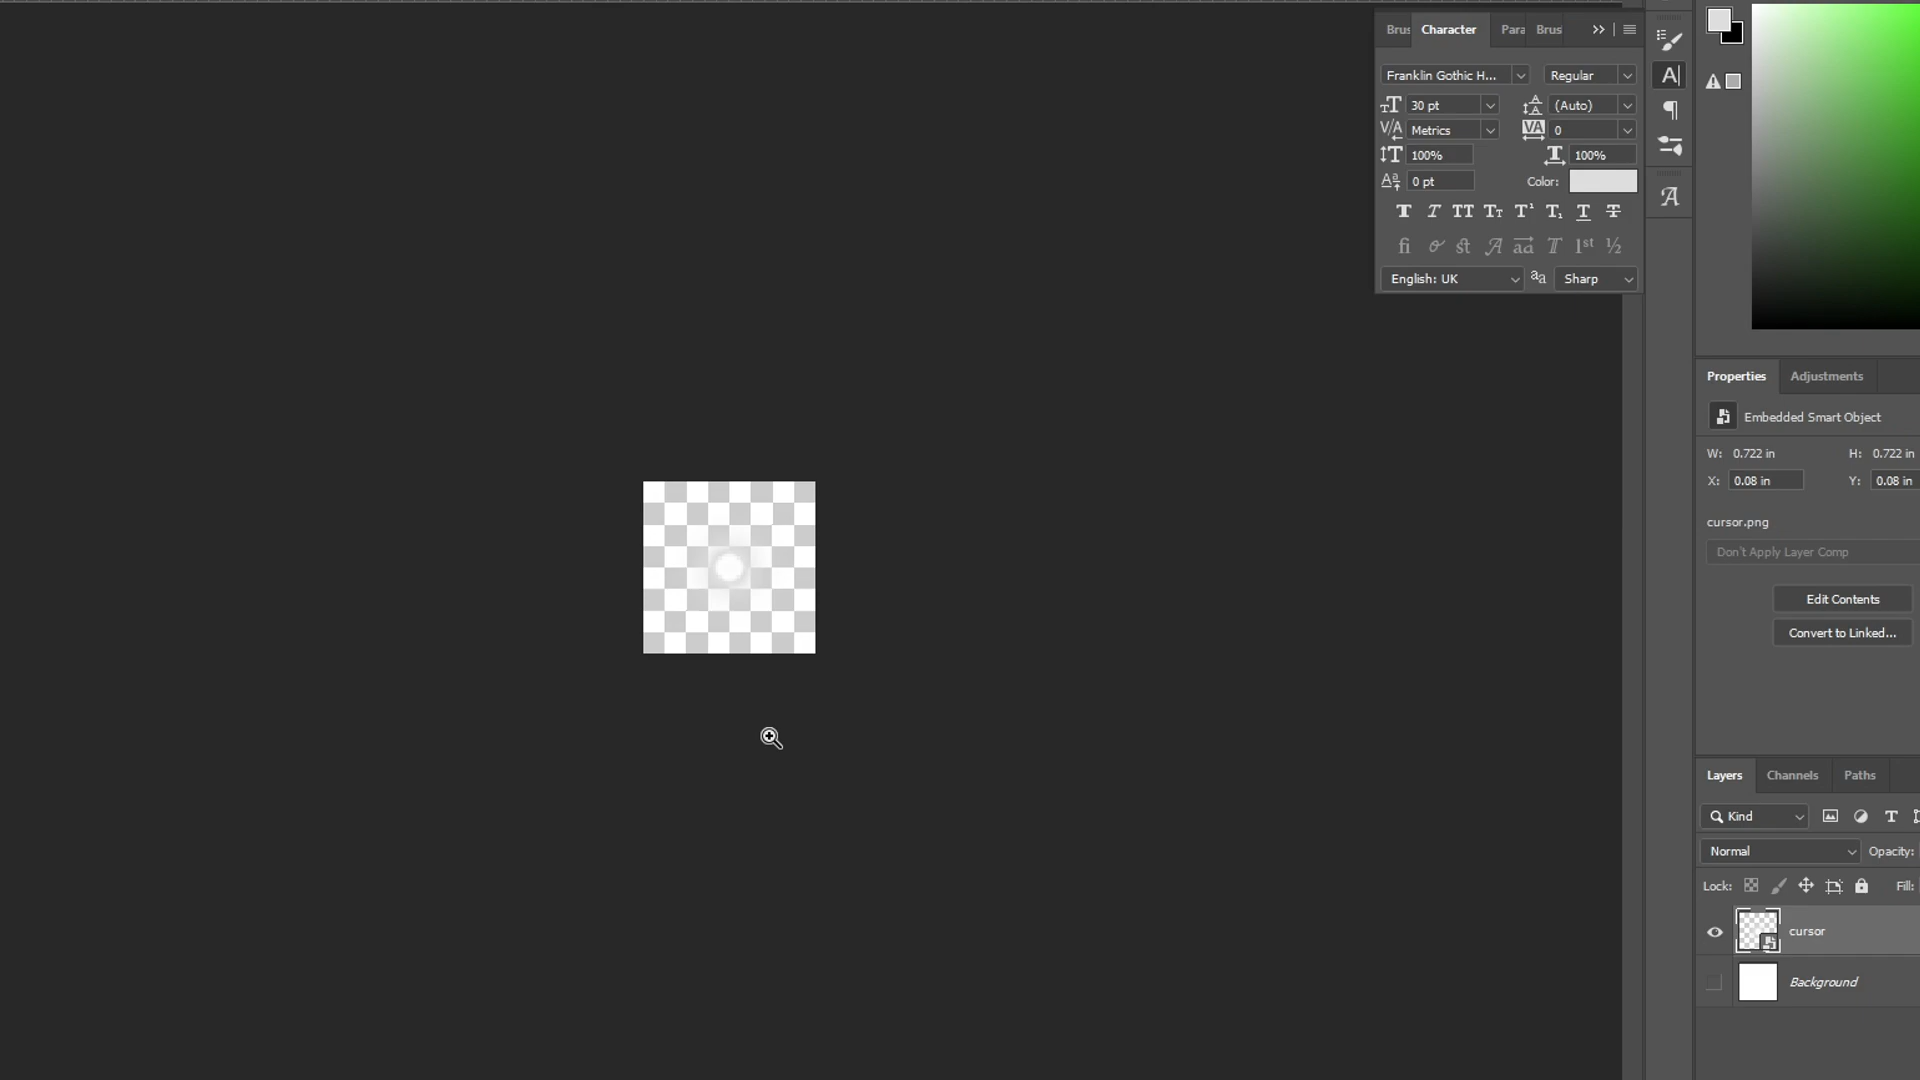 Brus Character Para Brus
Franklin Gothic H... Regular
30 pt (Auto)
Metrics 0
100% 100%
0 pt Color:
English: UK Sharp
Properties Adjustments
Embedded Smart Object
W: 0.722 in H: 0.722 in
X: 0.08 in Y: 0.08 in
cursor.png
Don't Apply Layer Comp
Edit Contents
Convert to Linked...
Layers Channels Paths
Kind
Normal Opacity:
Lock: Fill:
cursor
Background